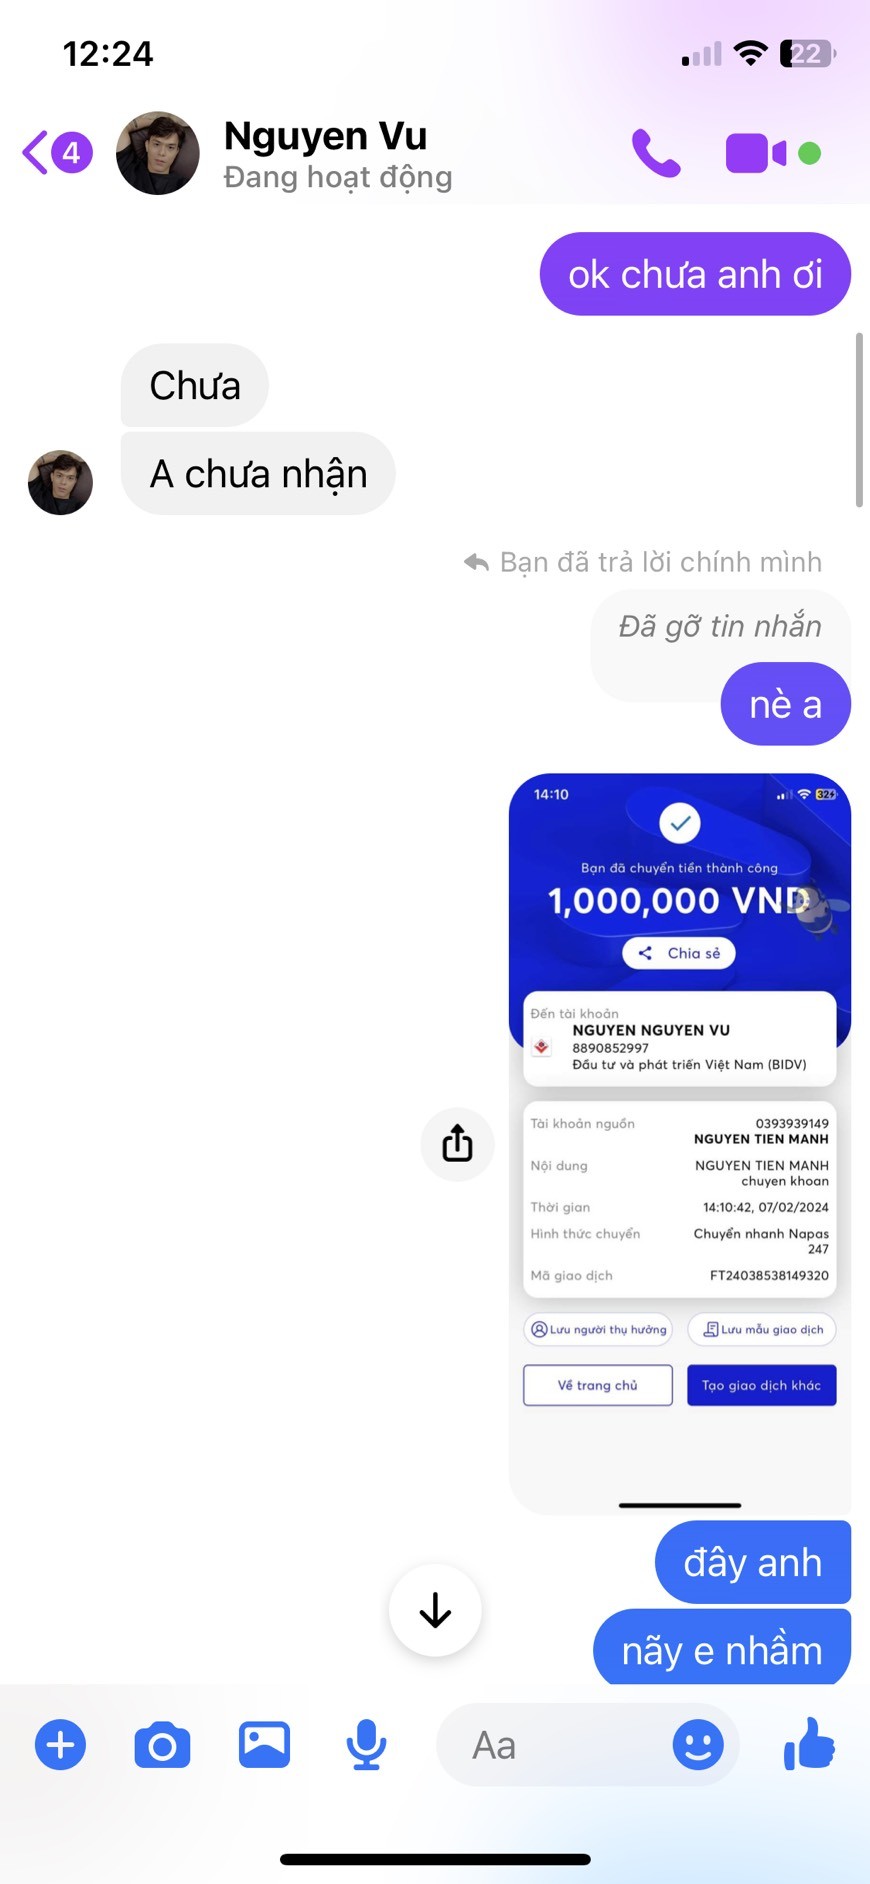 12:24
22
4
Nguyen Vu
Đang hoạt động
ok chưa anh ơi
Chưa
A chưa nhận
Bạn đã trả lời chính mình
Đã gỡ tin nhắn
nè a
14:10
32
Bạn đã chuyển tiền thành công
1,000,000 VND
Chia sẻ
Đến tài khoản
NGUYEN NGUYEN VU
8890852997
Đầu tư và phát triển Việt Nam (BIDV)
Tài khoản nguồn 0393939149
NGUYEN TIEN MANH
Nội dung NGUYEN TIEN MANH
chuyen khoan
Thời gian 14:10:42, 07/02/2024
Hình thức chuyển Chuyển nhanh Napas
247
Mã giao dịch FT24038538149320
Lưu người thụ hưởng Lưu mẫu giao dịch
Về trang chủ Tạo giao dịch khác
đây anh
nãy e nhầm
Aa